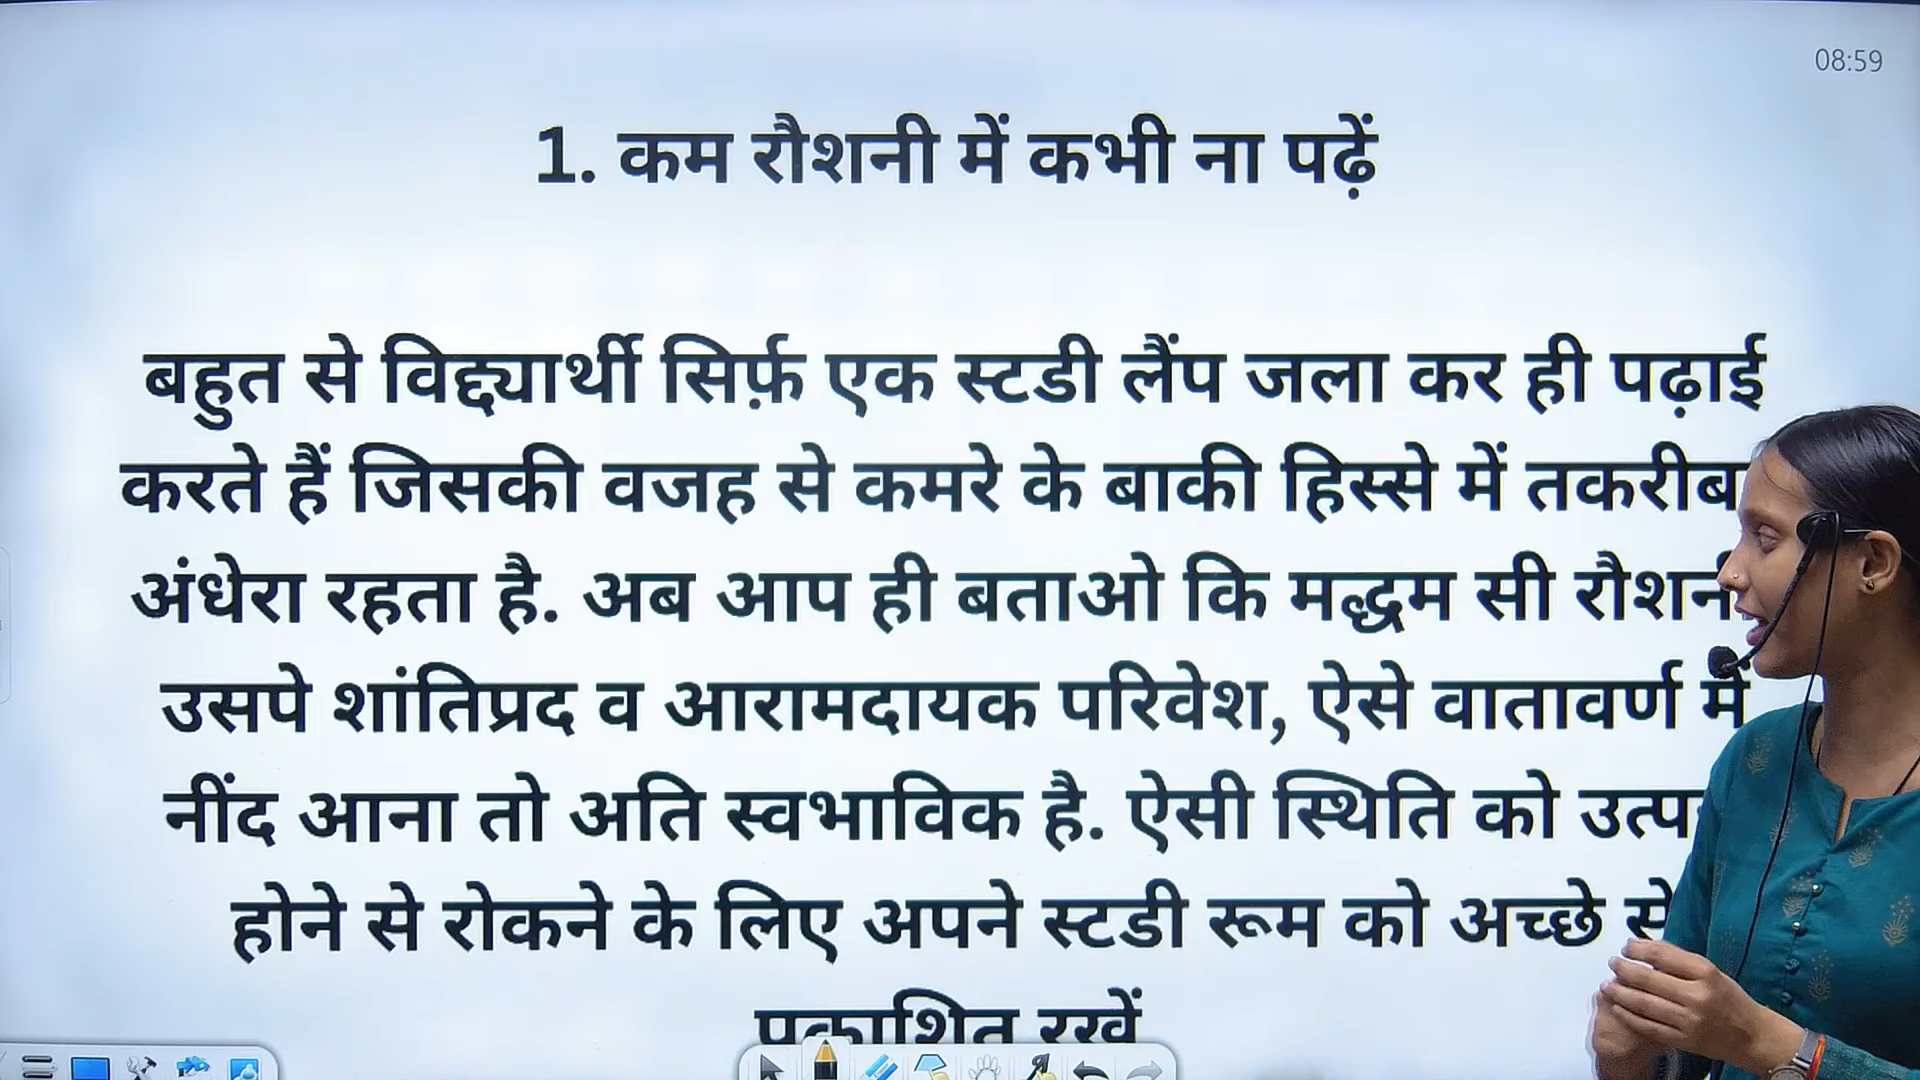 08:59
1. कम रौशनी में कभी ना पढ़ें
बहुत से विद्द्यार्थी सिर्फ़ एक स्टडी लैंप जला कर ही पढ़ाई
करते हैं जिसकी वजह से कमरे के बाकी हिस्से में
अंधेरा रहता है. अब आप ही बताओ कि मद्धम सी रौशनी
उसपे शांतिप्रद व आरामदायक परिवेश, ऐसे वातावर्ण में
नींद आना तो अति स्वभाविक है. ऐसी स्थिति को
होने से रोकने के लिए अपने स्टडी रूम को अच्छे से
प्रकाशित रखें